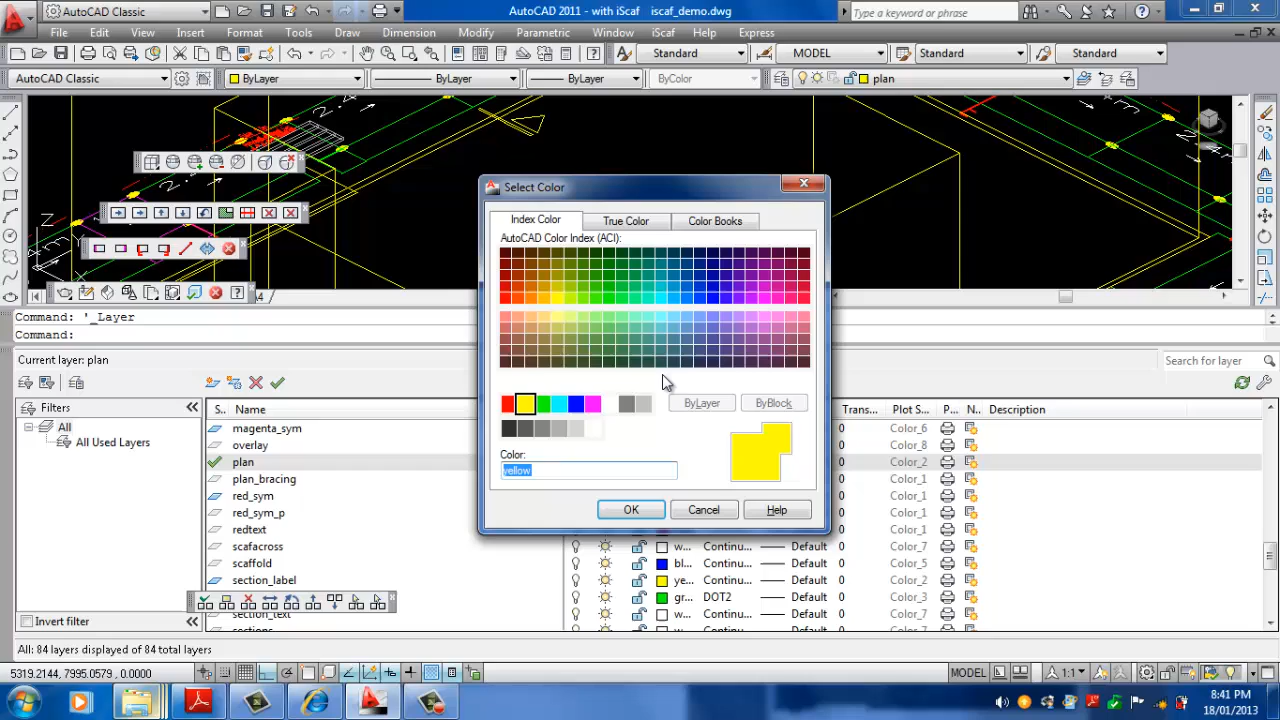 AutoCAD Classic
AutoCAD 2011 - with iScaf iscaf_demo.dwg
Type a keyword or phrase
File Edit View Insert Format Tools Draw Dimension Modify Parametric Window iScaf Help Express
Standard MODEL Standard Standard
AutoCAD Classic ByLayer ByLayer ByLayer ByColor plan
Select Color
Index Color True Color Color Books
AutoCAD Color Index (ACI):
ByLayer ByBlock
Color:
yellow
OK Cancel Help
Command: '_Layer
Command:
Current layer: plan
Search for layer
Filters
All
All Used Layers
Invert filter
S.. Name Trans... Plot S... P... N.. Description
magenta_sym Color_6
overlay Color_8
plan Color_2
plan_bracing Color_1
red_sym Color_1
red_sym_p Color_1
redtext Color_1
scafacross w... Continu... Default 0 Color_7
scaffold bl... Continu... Default 0 Color_5
section_label ye... Continu... Default 0 Color_2
gr... DOT2 Default 0 Color_3
section_text w... Continu... Default 0 Color_7
All: 84 layers displayed of 84 total layers
5319.2144, 7995.0579, 0.0000
MODEL 1:1
8:41 PM
18/01/2013